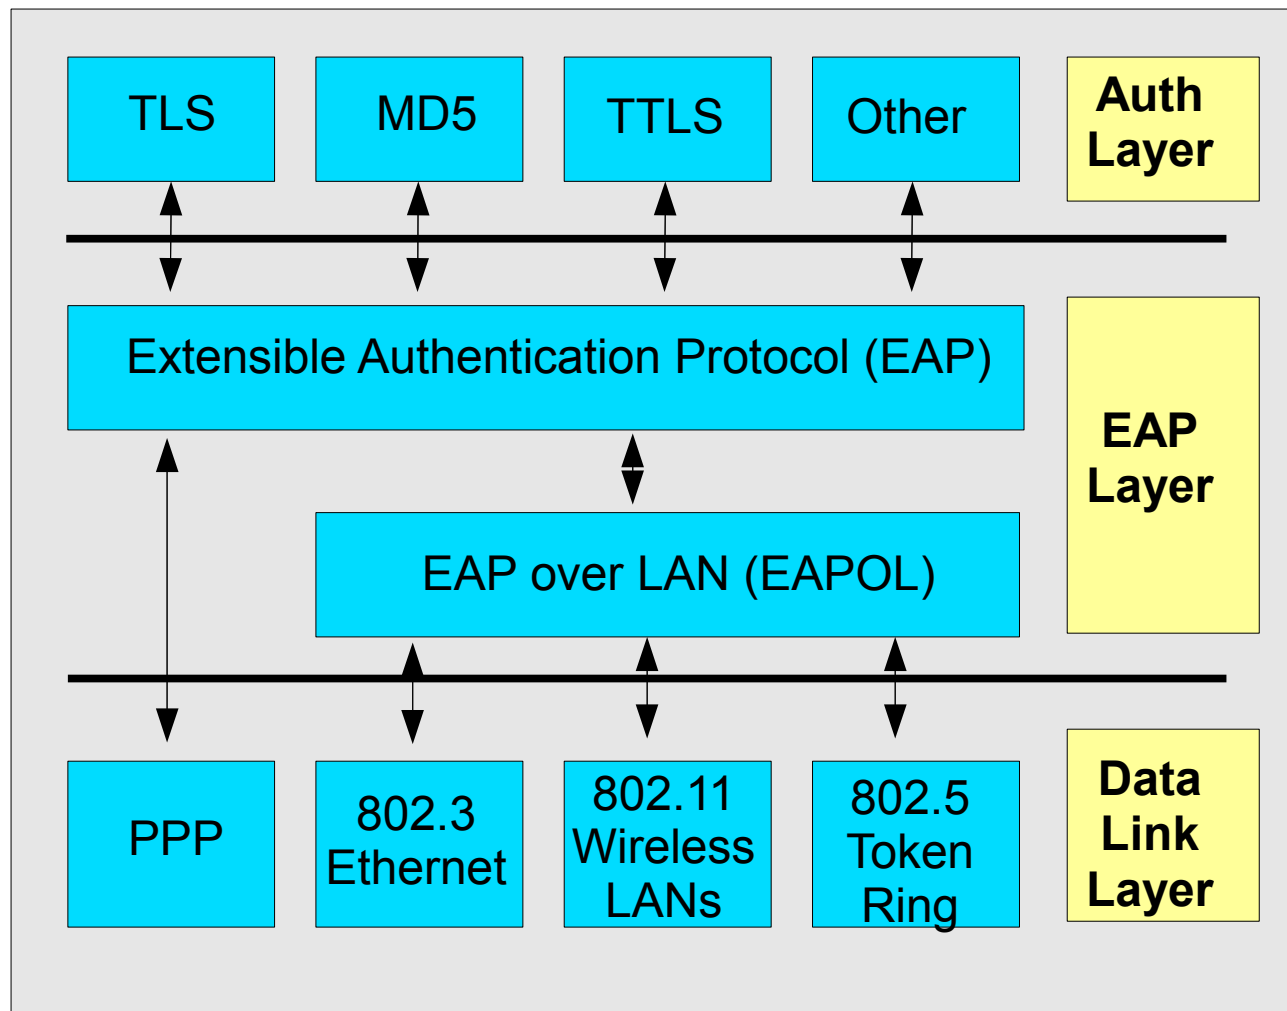 TLS
MD5
TTLS
Other
Auth
Layer
Extensible Authentication Protocol (EAP)
EAP
Layer
EAP over LAN (EAPOL)
PPP
802.3
Ethernet
802.11
Wireless
LANs
802.5
Token
Ring
Data
Link
Layer